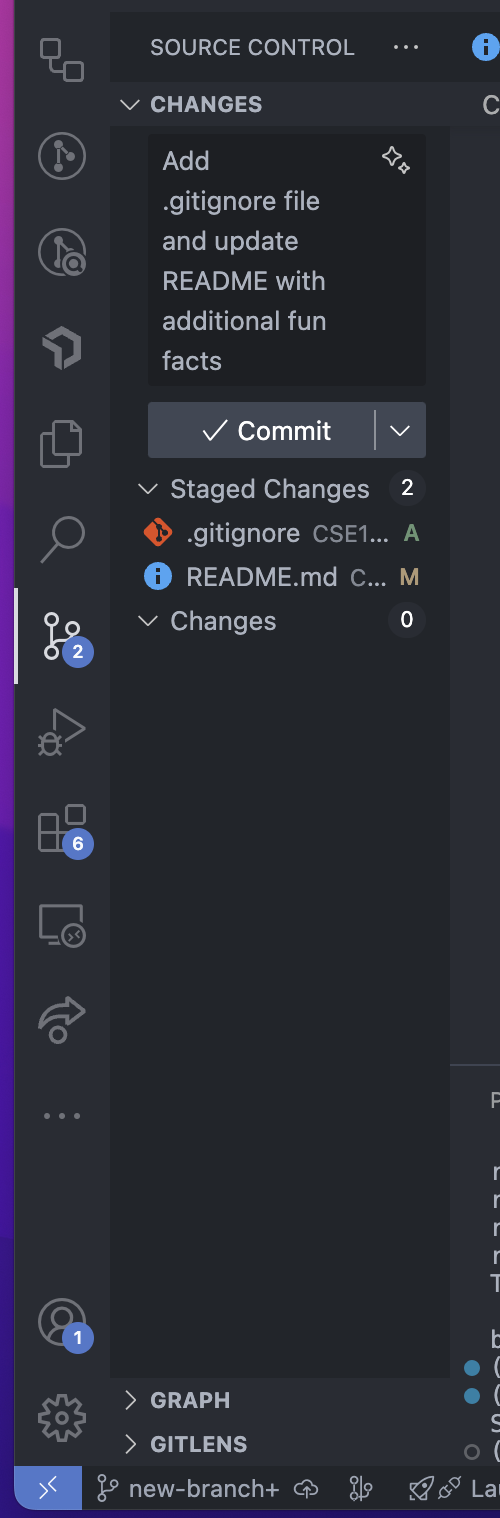 SOURCE CONTROL ...
CHANGES
Add
.gitignore file
and update
README with
additional fun
facts
Commit
Staged Changes 2
.gitignore CSE1... A
README.md C... M
Changes 0
2
6
1
GRAPH
GITLENS
new-branch+